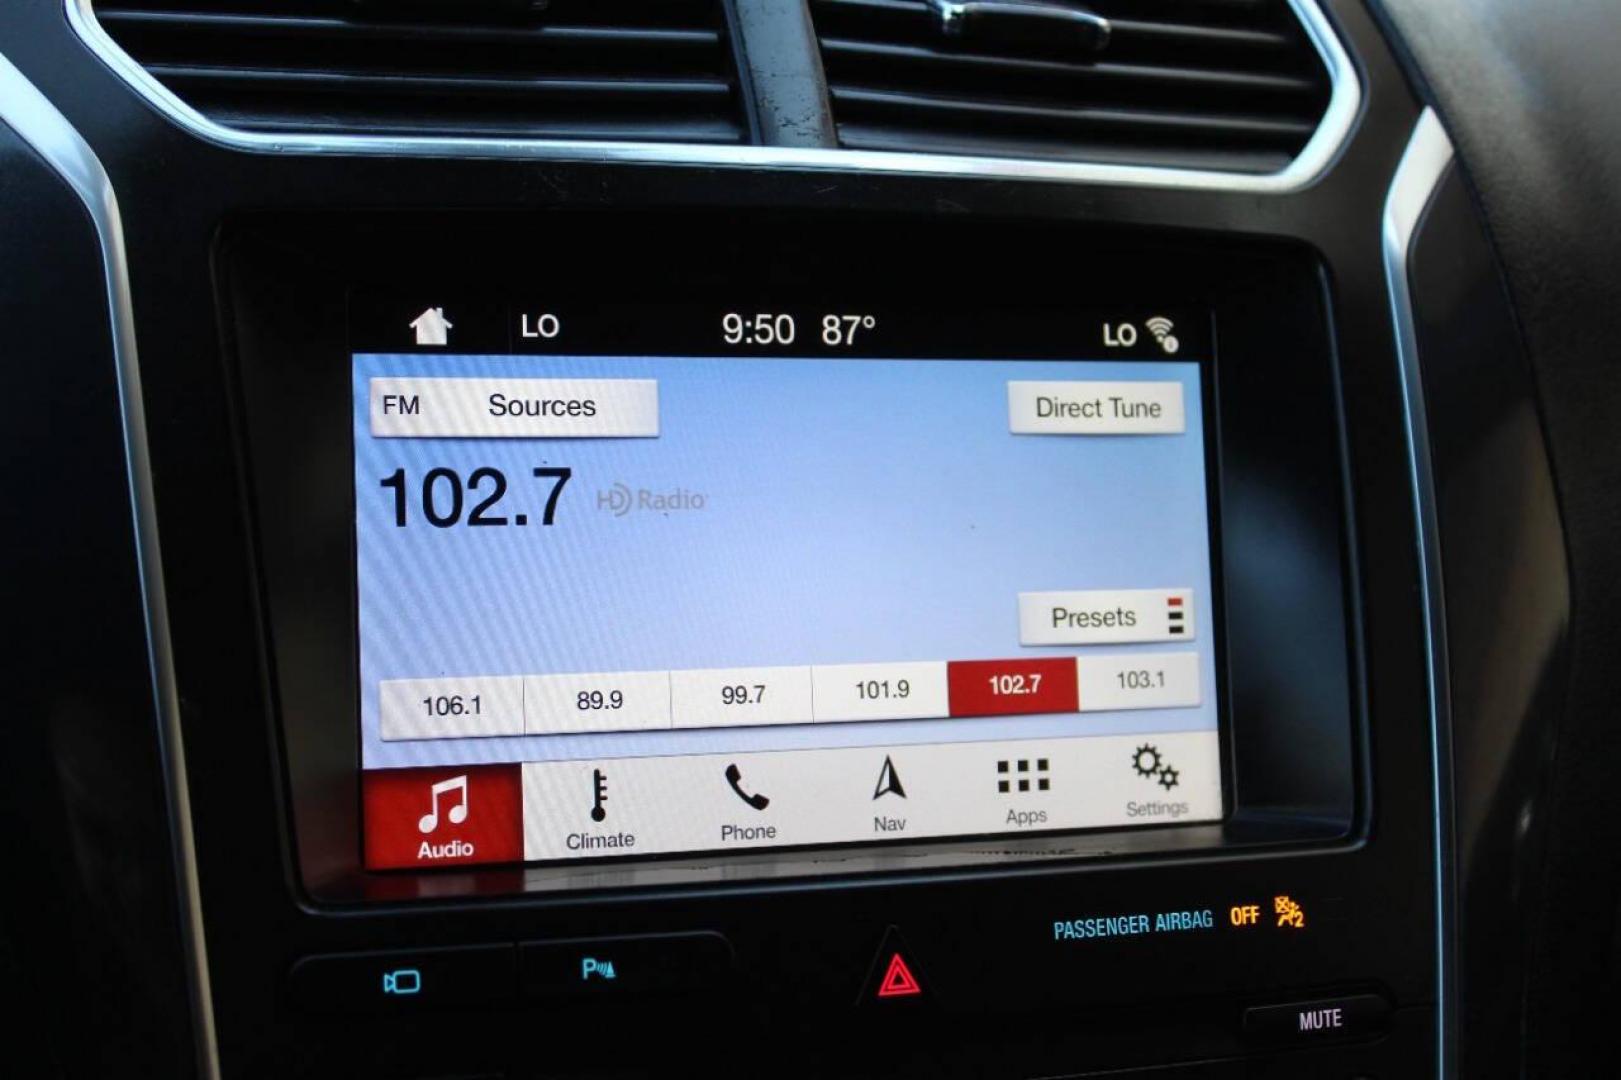 LO 9:50 87° LO
FM Sources Direct Tune
102.7 HD Radio
Presets
106.1 89.9 99.7 101.9 102.7 103.1
Audio Climate Phone Nav Apps Settings
PASSENGER AIRBAG OFF 2
P
MUTE